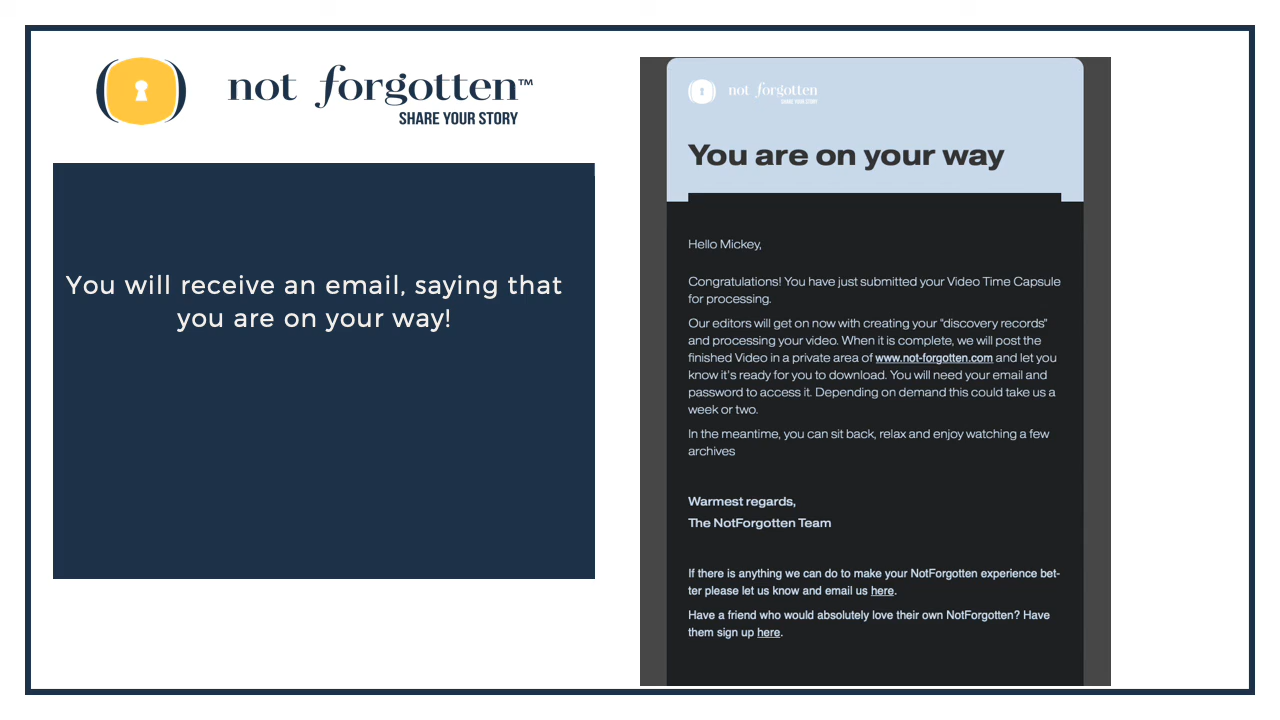 not forgotten™
SHARE YOUR STORY
You will receive an email, saying that
you are on your way!
not forgotten
SHARE YOUR STORY
You are on your way
Hello Mickey,
Congratulations! You have just submitted your Video Time Capsule
for processing.
Our editors will get on now with creating your "discovery records"
and processing your video. When it is complete, we will post the
finished Video in a private area of www.not-forgotten.com and let you
know it's ready for you to download. You will need your email and
password to access it. Depending on demand this could take us a
week or two.
In the meantime, you can sit back, relax and enjoy watching a few
archives
Warmest regards,
The NotForgotten Team
If there is anything we can do to make your NotForgotten experience bet-
ter please let us know and email us here.
Have a friend who would absolutely love their own NotForgotten? Have
them sign up here.